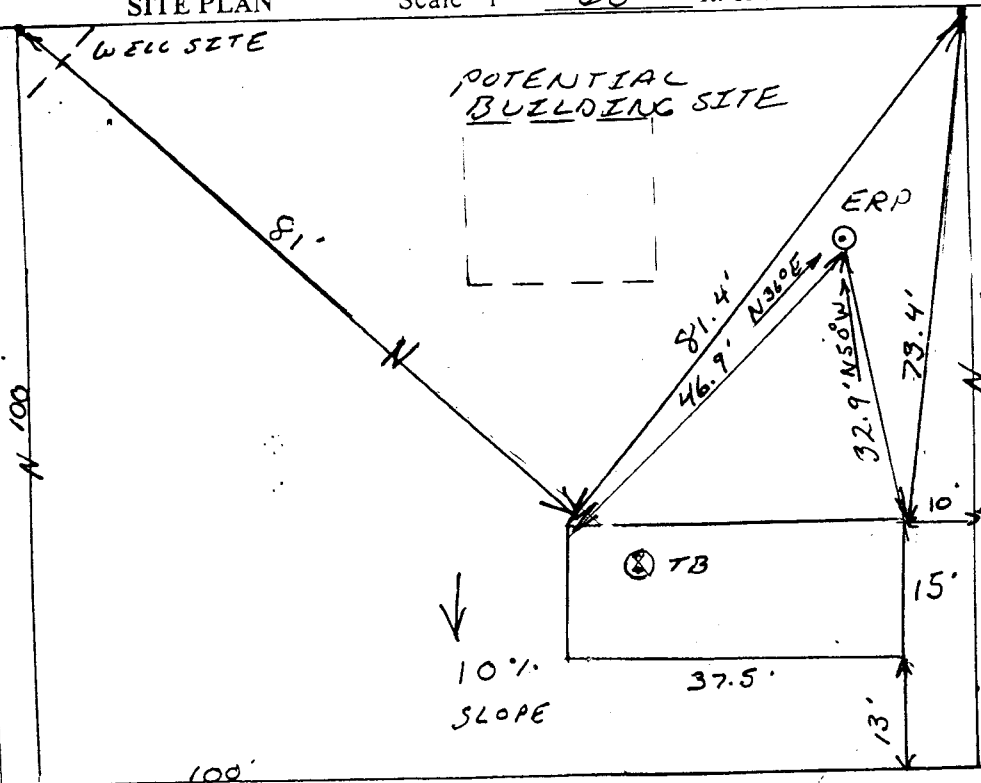 SITE PLAN Scale
WELL SITE
POTENTIAL
BUILDING SITE
ERP
81'
81.4'
N36°E
46.9'
N50°W
32.9'
73.4'
100
N
N
N
10'
TB
15'
10%
SLOPE
37.5'
13'
100'